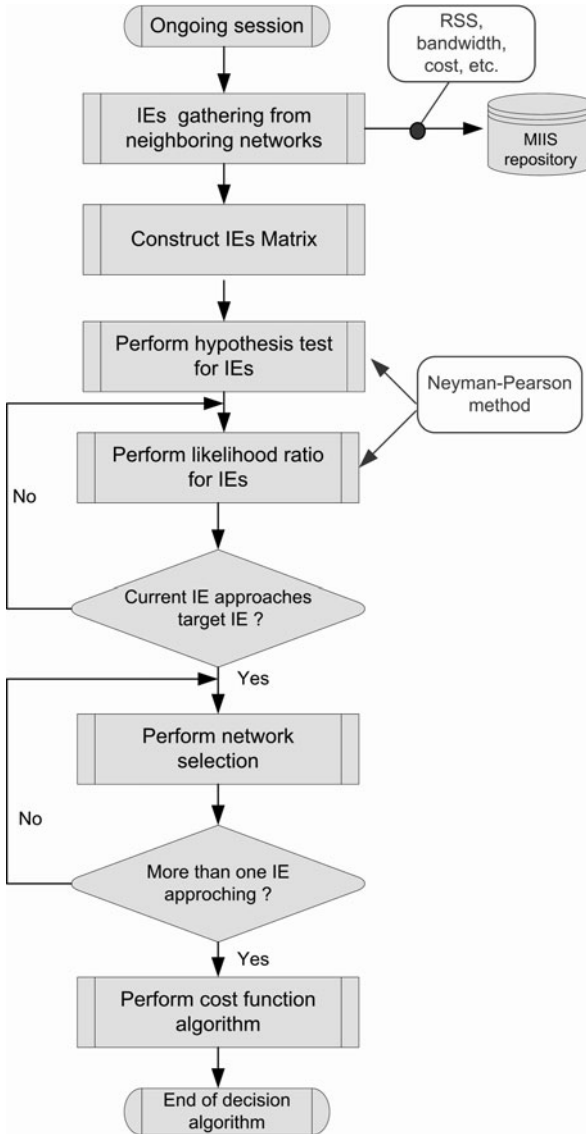 Ongoing session
RSS,
bandwidth,
cost, etc.
IEs gathering from
neighboring networks
MIIS
repository
Construct IEs Matrix
Perform hypothesis test
for IEs
Neyman-Pearson
method
Perform likelihood ratio
for IEs
No
Current IE approaches
target IE ?
Yes
Perform network
selection
No
More than one IE
approching ?
Yes
Perform cost function
algorithm
End of decision
algorithm